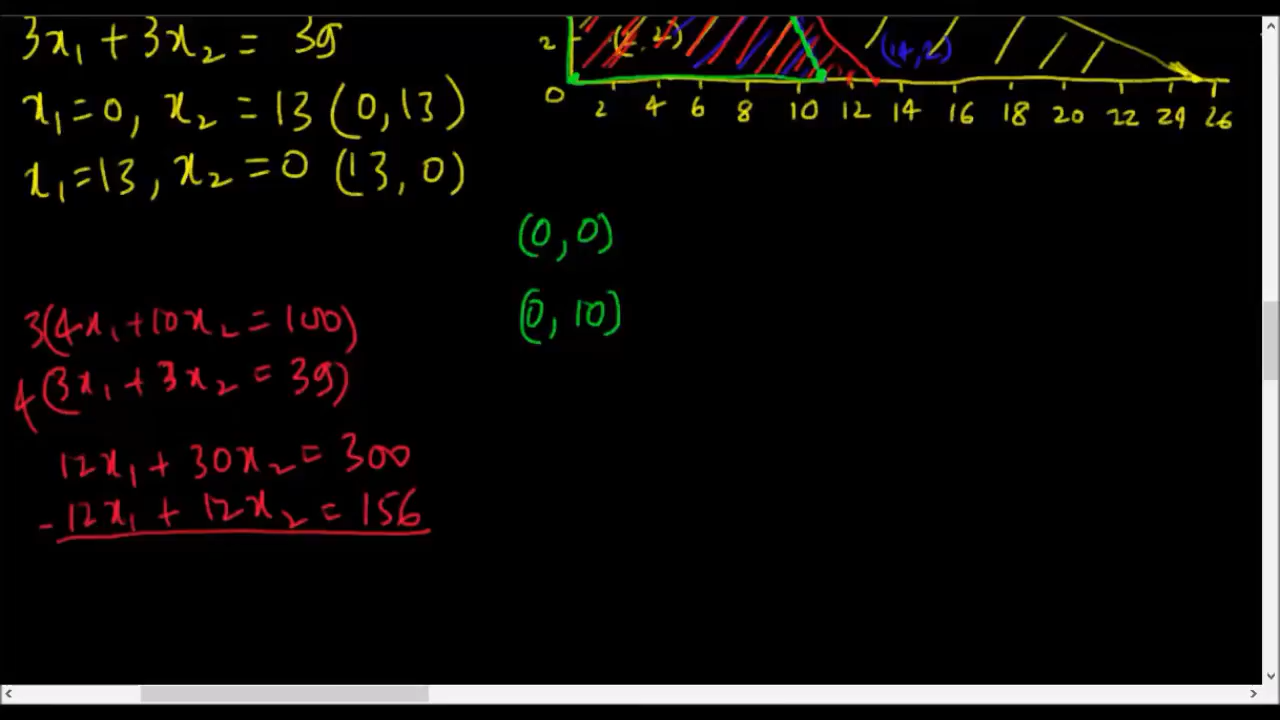 3x₁ + 3x₂ = 39
x₁=0, x₂ = 13 (0,13)
x₁=13, x₂ = 0 (13, 0)
3(4x₁+10x₂ = 100)
4(3x₁ + 3x₂ = 39)
12x₁ + 30x₂ = 300
-12x₁ + 12x₂ = 156
2
(2, 2)
(14,2)
0 2 4 6 8 10 12 14 16 18 20 22 24 26
(0, 0)
(0, 10)